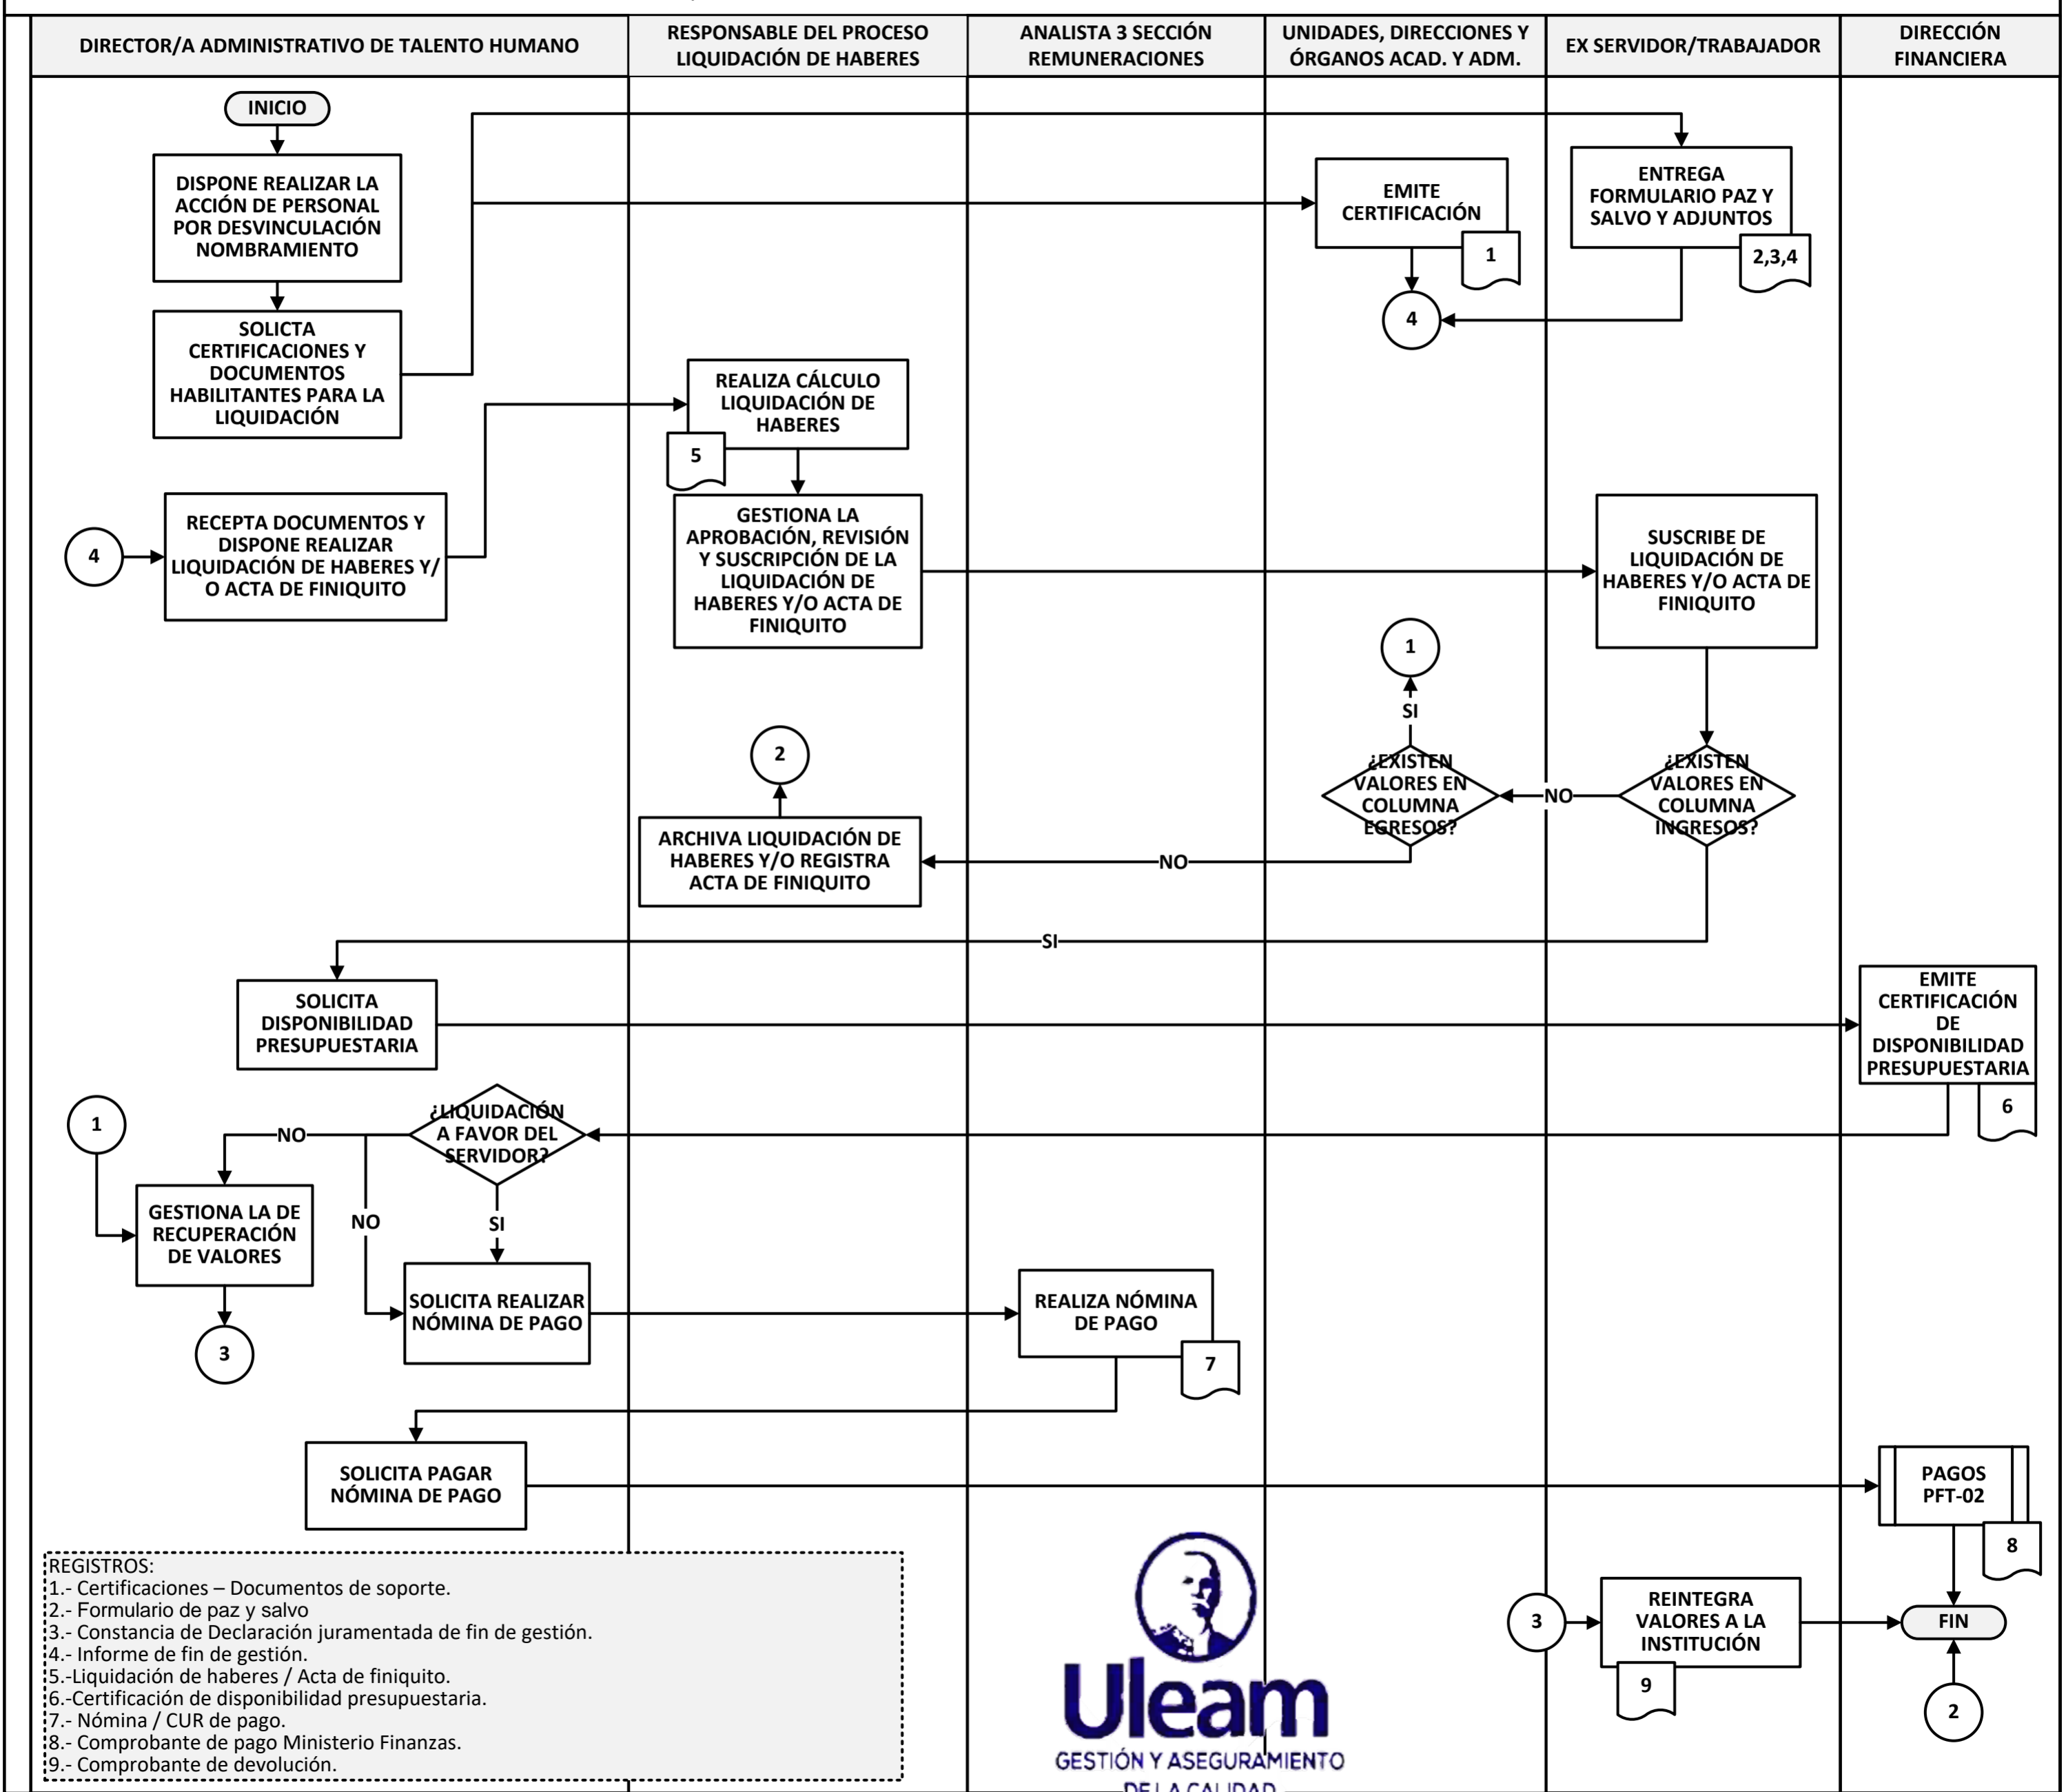 DIRECTOR/A ADMINISTRATIVO DE TALENTO HUMANO
RESPONSABLE DEL PROCESO
LIQUIDACIÓN DE HABERES
ANALISTA 3 SECCIÓN
REMUNERACIONES
UNIDADES, DIRECCIONES Y
ÓRGANOS ACAD. Y ADM.
EX SERVIDOR/TRABAJADOR
DIRECCIÓN
FINANCIERA
INICIO
DISPONE REALIZAR LA
ACCIÓN DE PERSONAL
POR DESVINCULACIÓN
NOMBRAMIENTO
EMITE
CERTIFICACIÓN
1
ENTREGA
FORMULARIO PAZ Y
SALVO Y ADJUNTOS
2,3,4
4
SOLICTA
CERTIFICACIONES Y
DOCUMENTOS
HABILITANTES PARA LA
LIQUIDACIÓN
REALIZA CÁLCULO
LIQUIDACIÓN DE
HABERES
5
4
RECEPTA DOCUMENTOS Y
DISPONE REALIZAR
LIQUIDACIÓN DE HABERES Y/
O ACTA DE FINIQUITO
GESTIONA LA
APROBACIÓN, REVISIÓN
Y SUSCRIPCIÓN DE LA
LIQUIDACIÓN DE
HABERES Y/O ACTA DE
FINIQUITO
SUSCRIBE DE
LIQUIDACIÓN DE
HABERES Y/O ACTA DE
FINIQUITO
1
SI
2
¿EXISTEN
VALORES EN
COLUMNA
EGRESOS?
NO
¿EXISTEN
VALORES EN
COLUMNA
INGRESOS?
ARCHIVA LIQUIDACIÓN DE
HABERES Y/O REGISTRA
ACTA DE FINIQUITO
NO
SI
SOLICITA
DISPONIBILIDAD
PRESUPUESTARIA
EMITE
CERTIFICACIÓN
DE
DISPONIBILIDAD
PRESUPUESTARIA
6
1
NO
¿LIQUIDACIÓN
A FAVOR DEL
SERVIDOR?
GESTIONA LA DE
RECUPERACIÓN
DE VALORES
NO
SI
3
SOLICITA REALIZAR
NÓMINA DE PAGO
REALIZA NÓMINA
DE PAGO
7
SOLICITA PAGAR
NÓMINA DE PAGO
PAGOS
PFT-02
8
REGISTROS:
1.- Certificaciones – Documentos de soporte.
2.- Formulario de paz y salvo
3.- Constancia de Declaración juramentada de fin de gestión.
4.- Informe de fin de gestión.
5.-Liquidación de haberes / Acta de finiquito.
6.-Certificación de disponibilidad presupuestaria.
7.- Nómina / CUR de pago.
8.- Comprobante de pago Ministerio Finanzas.
9.- Comprobante de devolución.
3
REINTEGRA
VALORES A LA
INSTITUCIÓN
9
FIN
2
Uleam
GESTIÓN Y ASEGURAMIENTO
DE LA CALIDAD